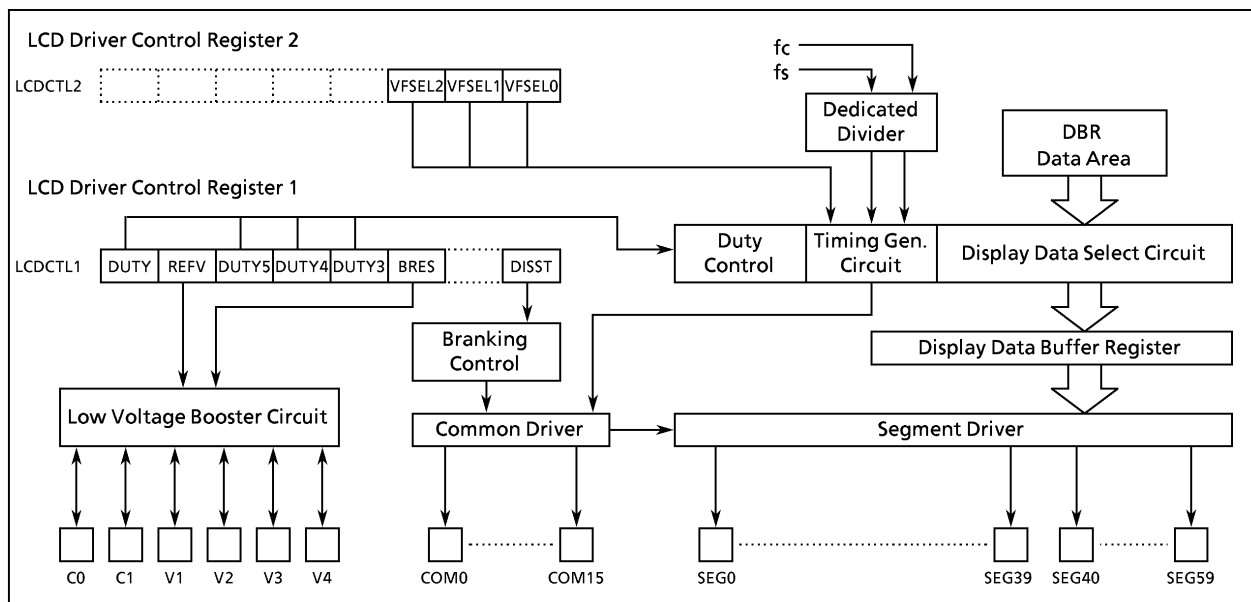 LCD Driver Control Register 2
fc
fs
LCDCTL2
VFSEL2 VFSEL1 VFSEL0
Dedicated
Divider
DBR
Data Area
LCD Driver Control Register 1
LCDCTL1
DUTY REFV DUTY5 DUTY4 DUTY3 BRES DISST
Duty
Control
Timing Gen.
Circuit
Display Data Select Circuit
Branking
Control
Display Data Buffer Register
Low Voltage Booster Circuit
Common Driver
Segment Driver
C0 C1 V1 V2 V3 V4 COM0 COM15 SEG0 SEG39 SEG40 SEG59